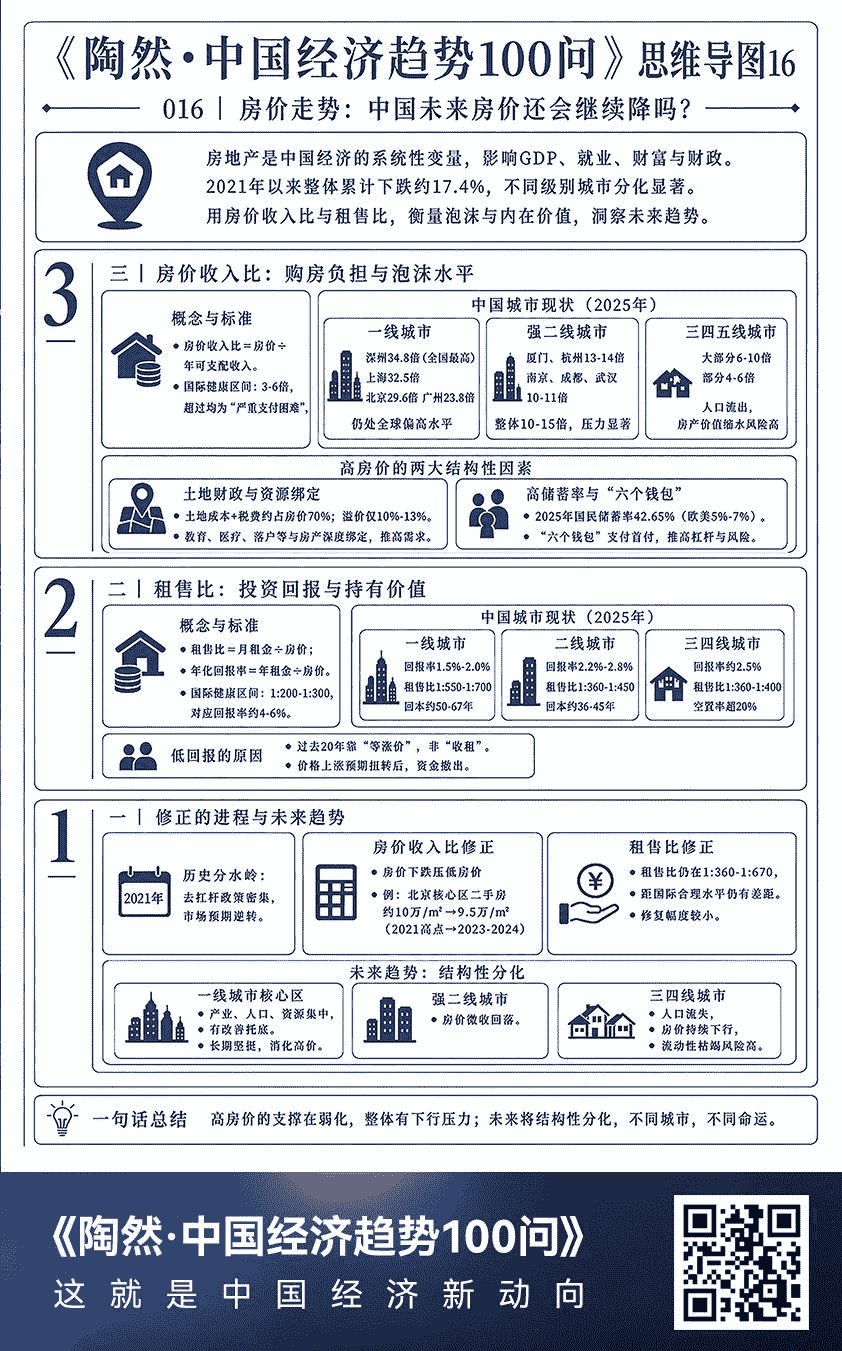 《陶然·中国经济趋势100问》思维导图16
016 | 房价走势：中国未来房价还会继续降吗？
房地产是中国经济的系统性变量，影响GDP、就业、财富与财政。
2021年以来整体累计下跌约17.4%，不同级别城市分化显著。
用房价收入比与租售比，衡量泡沫与内在价值，洞察未来趋势。
3
三 | 房价收入比：购房负担与泡沫水平
概念与标准
• 房价收入比＝房价÷
年可支配收入。
• 国际健康区间：3-6倍，
超过均为“严重支付困难”，
中国城市现状（2025年）
一线城市
深圳34.8倍（全国最高）
上海32.5倍
北京29.6倍 广州23.8倍
仍处全球偏高水平
强二线城市
厦门、杭州13-14倍
南京、成都、武汉
10-11倍
整体10-15倍，压力显著
三四五线城市
大部分6-10倍
部分4-6倍
人口流出，
房产价值缩水风险高
高房价的两大结构性因素
土地财政与资源绑定
• 土地成本+税费约占房价70%；溢价仅10%-13%。
• 教育、医疗、落户等与房产深度绑定，推高需求。
高储蓄率与“六个钱包”
• 2025年国民储蓄率42.65%（欧美5%-7%）。
• “六个钱包”支付首付，推高杠杆与风险。
2
二 | 租售比：投资回报与持有价值
概念与标准
• 租售比＝月租金÷房价；
• 年化回报率＝年租金÷房价。
• 国际健康区间：1:200-1:300，
对应回报率约4-6%。
中国城市现状（2025年）
一线城市
回报率1.5%-2.0%
租售比1:550-1:700
回本约50-67年
二线城市
回报率2.2%-2.8%
租售比1:360-1:450
回本约36-45年
三四线城市
回报率约2.5%
租售比1:360-1:400
空置率超20%
低回报的原因
• 过去20年靠“等涨价”，非“收租”。
• 价格上涨预期扭转后，资金撤出。
1
一 | 修正的进程与未来趋势
2021年
历史分水岭：
去杠杆政策密集，
市场预期逆转。
房价收入比修正
• 房价下跌压低房价
• 例：北京核心区二手房
约10万/m²→9.5万/m²
（2021高点→2023-2024）
租售比修正
• 租售比仍在1:360-1:670，
• 距国际合理水平仍有差距。
• 修复幅度较小。
未来趋势：结构性分化
一线城市核心区
• 产业、人口、资源集中，
• 有改善托底。
• 长期坚挺，消化高价。
强二线城市
• 房价微收回落。
三四线城市
• 人口流失，
• 房价持续下行，
• 流动性枯竭风险高。
一句话总结 高房价的支撑在弱化，整体有下行压力；未来将结构性分化，不同城市，不同命运。
《陶然·中国经济趋势100问》
这就是中国经济新动向